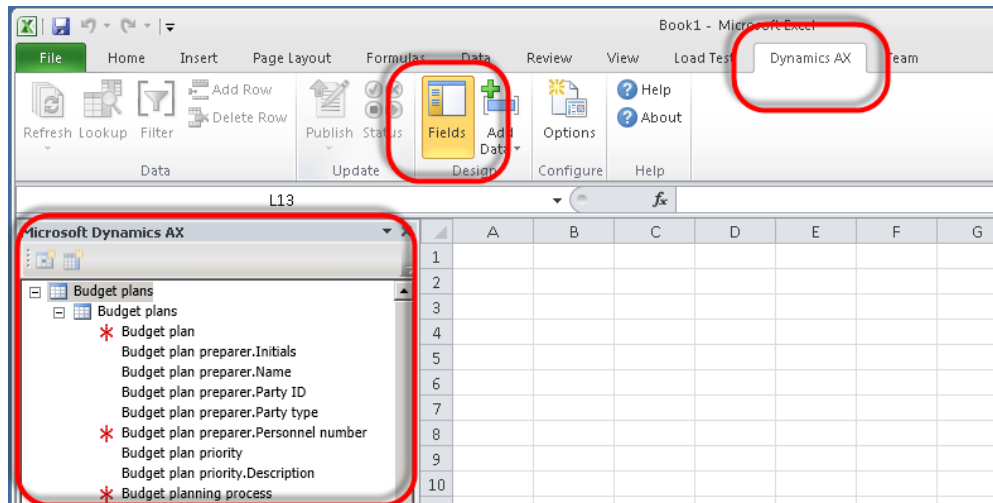 Book1 - Microsoft Excel
File Home Insert Page Layout Formulas Data Review View Load Test Dynamics AX Team
Refresh Lookup Filter Add Row Delete Row Publish Status Fields Add Data Options Help About
Data Update Design Configure Help
L13 fx
Microsoft Dynamics AX
A B C D E F G
1
2
3
4
5
6
7
8
9
10
Budget plans
Budget plans
Budget plan
Budget plan preparer.Initials
Budget plan preparer.Name
Budget plan preparer.Party ID
Budget plan preparer.Party type
Budget plan preparer.Personnel number
Budget plan priority
Budget plan priority.Description
Budget planning process